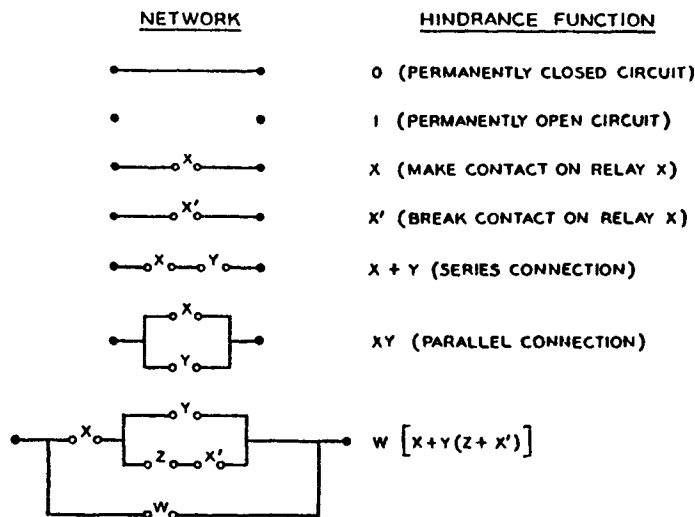 NETWORK HINDRANCE FUNCTION
0 (PERMANENTLY CLOSED CIRCUIT)
1 (PERMANENTLY OPEN CIRCUIT)
X X (MAKE CONTACT ON RELAY X)
X' X' (BREAK CONTACT ON RELAY X)
X Y X + Y (SERIES CONNECTION)
X
XY (PARALLEL CONNECTION)
Y
Y
X W [X+Y(Z + X')]
Z X'
W